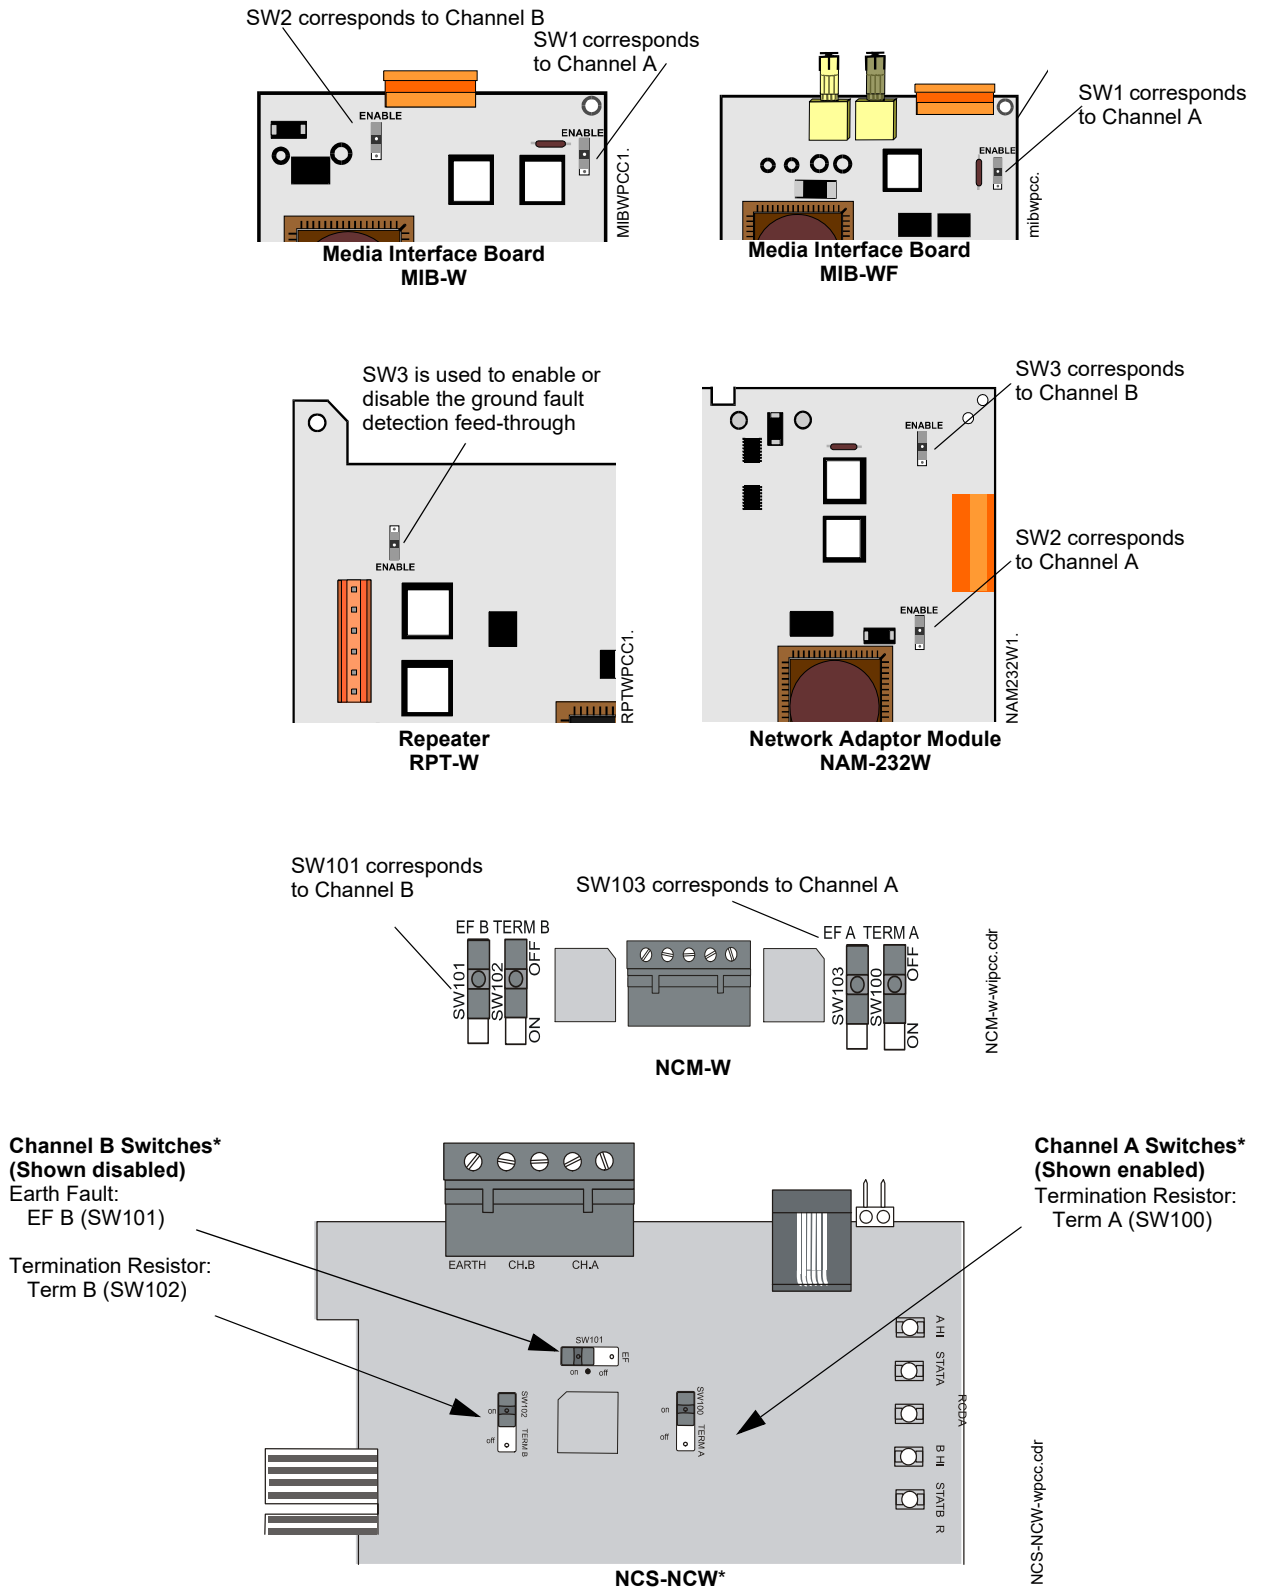 SW2 corresponds to Channel B
SW1 corresponds
to Channel A
ENABLE
ENABLE
MIBWPCC1.
Media Interface Board
MIB-W
SW1 corresponds
to Channel A
ENABLE
mibwpcc.
Media Interface Board
MIB-WF
SW3 is used to enable or
disable the ground fault
detection feed-through
ENABLE
RPTWPCC1.
Repeater
RPT-W
SW3 corresponds
to Channel B
ENABLE
SW2 corresponds
to Channel A
ENABLE
NAM232W1.
Network Adaptor Module
NAM-232W
SW101 corresponds
to Channel B
SW103 corresponds to Channel A
EF B TERM B
SW101
SW102
OFF
ON
EF A TERM A
SW103
SW100
OFF
ON
NCM-w-wipcc.cdr
NCM-W
Channel B Switches*
(Shown disabled)
Earth Fault:
EF B (SW101)
Termination Resistor:
Term B (SW102)
Channel A Switches*
(Shown enabled)
Termination Resistor:
Term A (SW100)
EARTH CH.B CH.A
SW101
EF
on off
SW102
TERM B
on
off
SW100
TERM A
on
off
A HI
STATA
RCDA
B HI
STATB R
NCS-NCW-wpcc.cdr
NCS-NCW*